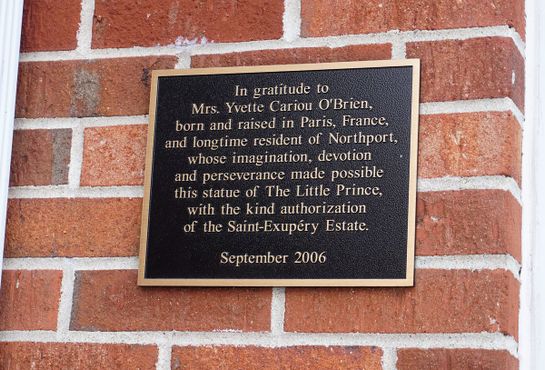 In gratitude to
Mrs. Yvette Cariou O'Brien,
born and raised in Paris, France,
and longtime resident of Northport,
whose imagination, devotion
and perseverance made possible
this statue of The Little Prince,
with the kind authorization
of the Saint-Exupéry Estate.
September 2006